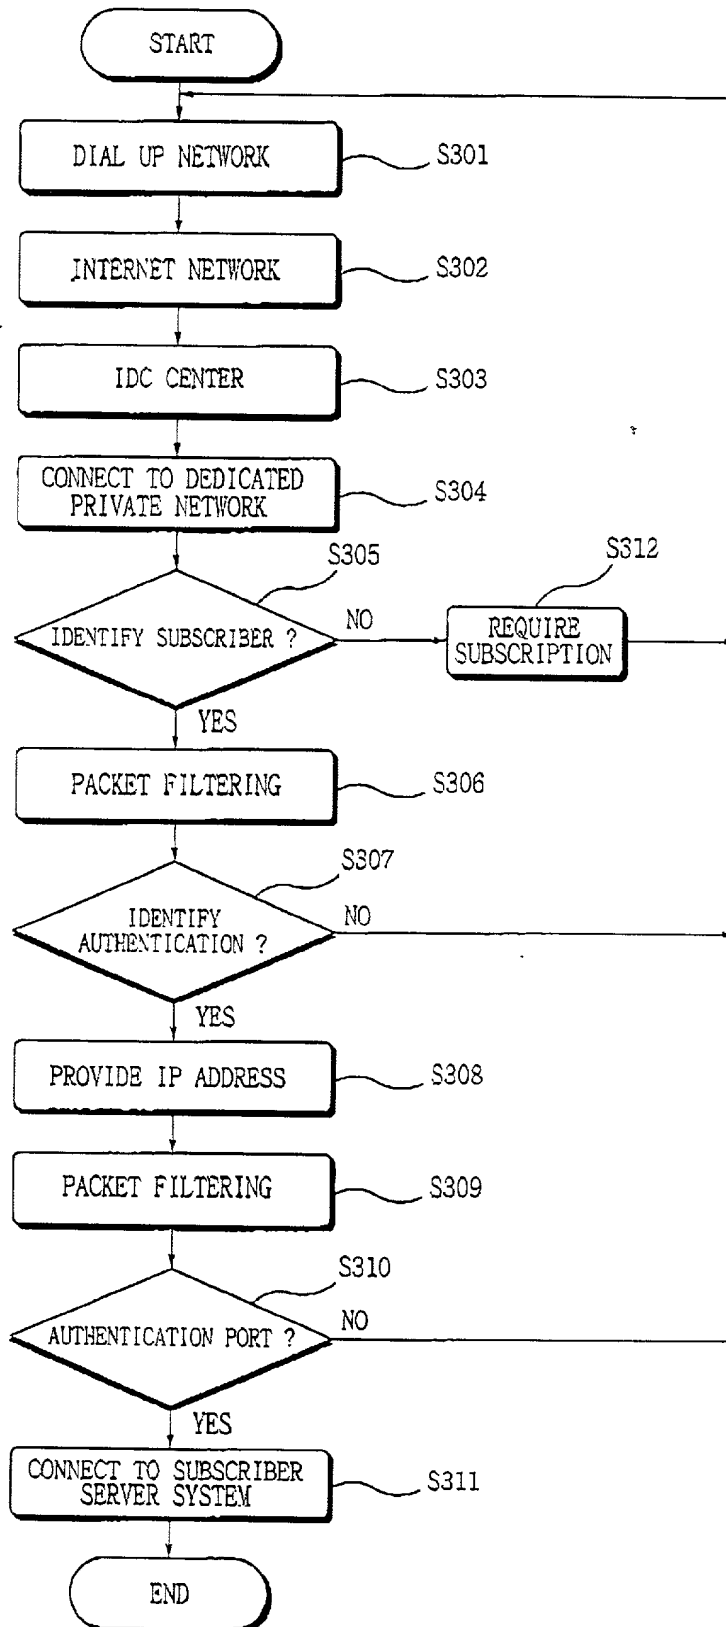 START
DIAL UP NETWORK
S301
INTERNET NETWORK
S302
IDC CENTER
S303
CONNECT TO DEDICATED
PRIVATE NETWORK
S304
S305
IDENTIFY SUBSCRIBER ?
NO
S312
REQUIRE
SUBSCRIPTION
YES
PACKET FILTERING
S306
S307
IDENTIFY
AUTHENTICATION ?
NO
YES
PROVIDE IP ADDRESS
S308
PACKET FILTERING
S309
S310
AUTHENTICATION PORT ?
NO
YES
CONNECT TO SUBSCRIBER
SERVER SYSTEM
S311
END